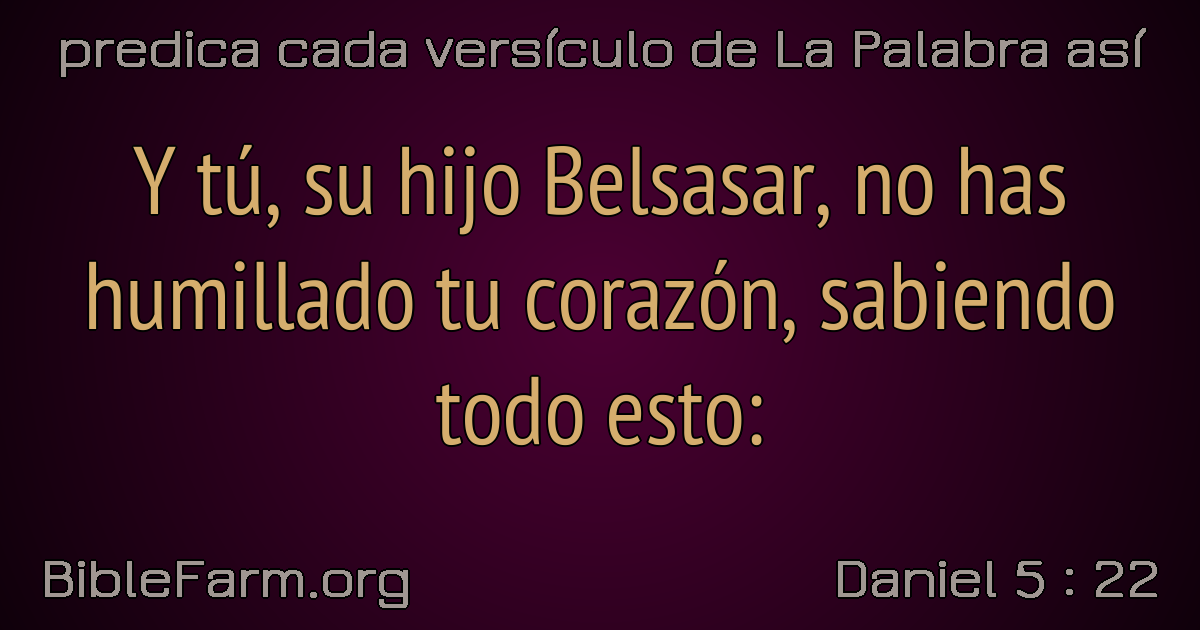 predica cada versículo de La Palabra así
Y tú, su hijo Belsasar, no has
humillado tu corazón, sabiendo
todo esto:
BibleFarm.org
Daniel 5 : 22